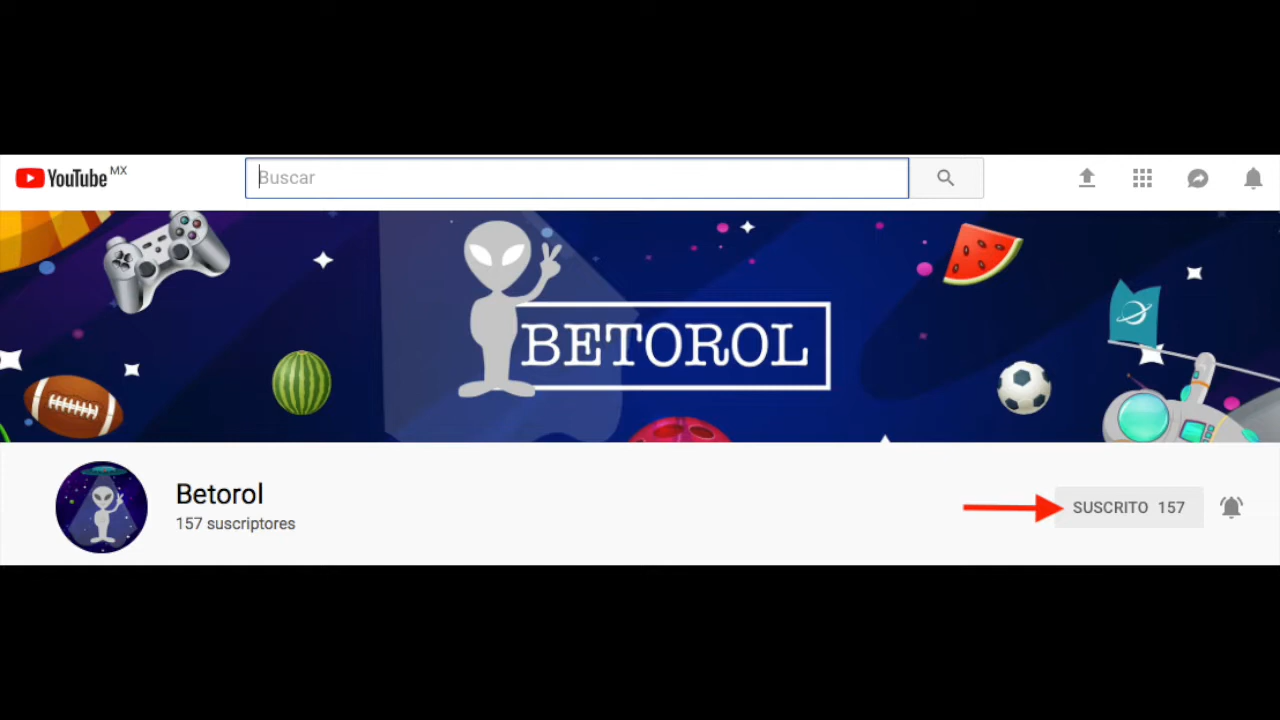 YouTube MX
Buscar
BETOROL
Betorol
157 suscriptores
SUSCRITO 157